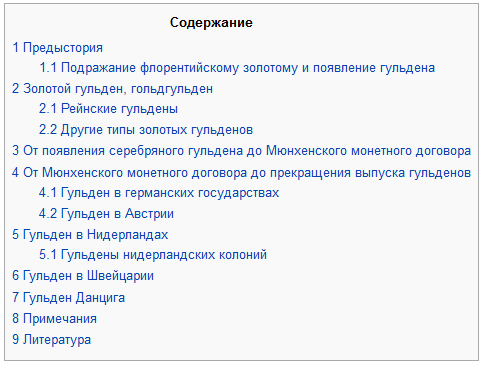 Содержание
1 Предыстория
1.1 Подражание флорентийскому золотому и появление гульдена
2 Золотой гульден, гольдгульден
2.1 Рейнские гульдены
2.2 Другие типы золотых гульденов
3 От появления серебряного гульдена до Мюнхенского монетного договора
4 От Мюнхенского монетного договора до прекращения выпуска гульденов
4.1 Гульден в германских государствах
4.2 Гульден в Австрии
5 Гульден в Нидерландах
5.1 Гульдены нидерландских колоний
6 Гульден в Швейцарии
7 Гульден Данцига
8 Примечания
9 Литература